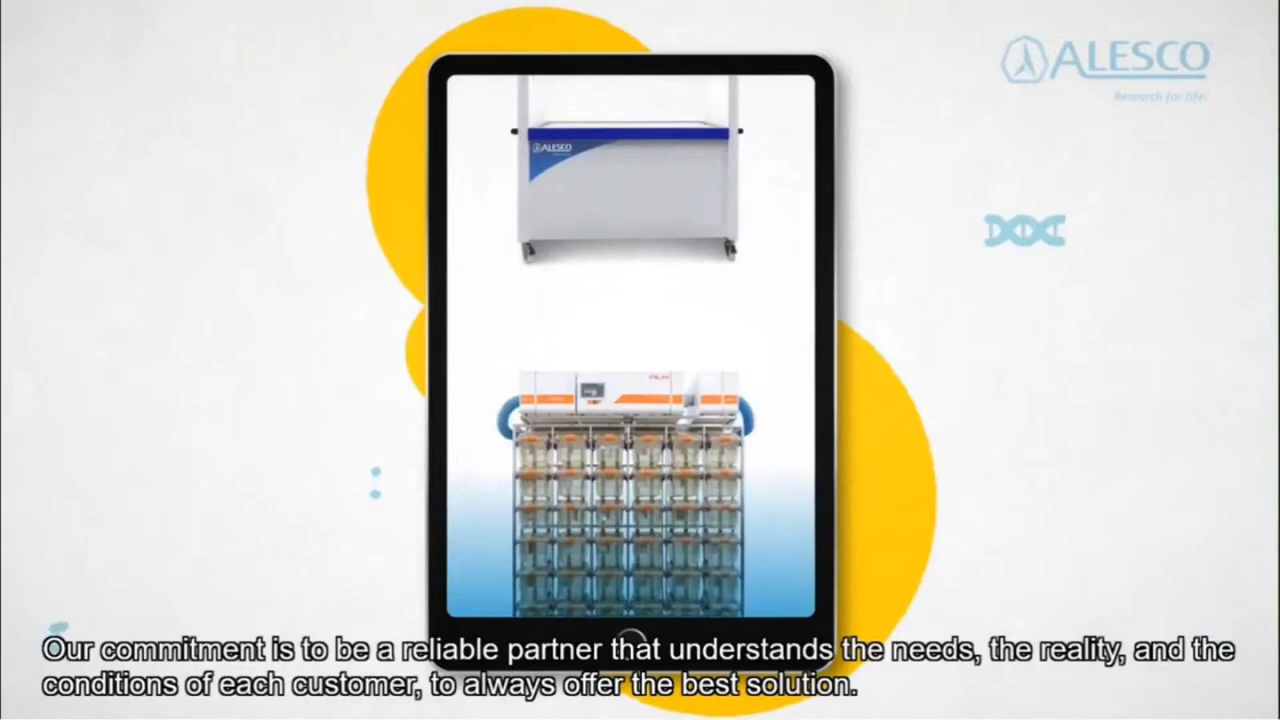 ALESCO
Research for life.
ALESCO
Our commitment is to be a reliable partner that understands the needs, the reality, and the
conditions of each customer, to always offer the best solution.